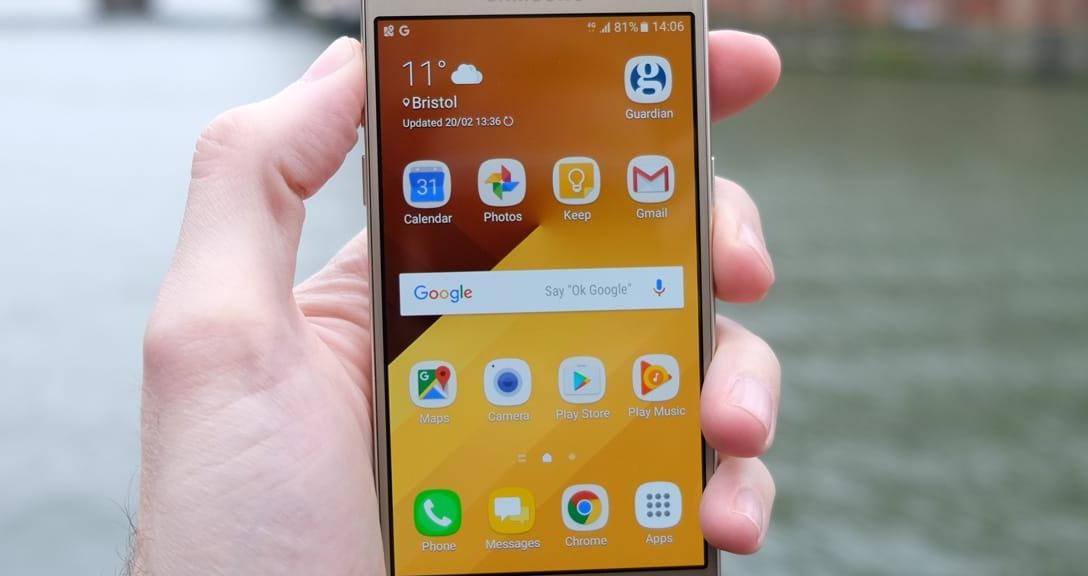 SAMSUNG
4G 81% 14:06
11°
Bristol
Updated 20/02 13:36
Guardian
31
Calendar
Photos
Keep
Gmail
Google Say "Ok Google"
Maps
Camera
Play Store
Play Music
Phone
Messages
Chrome
Apps